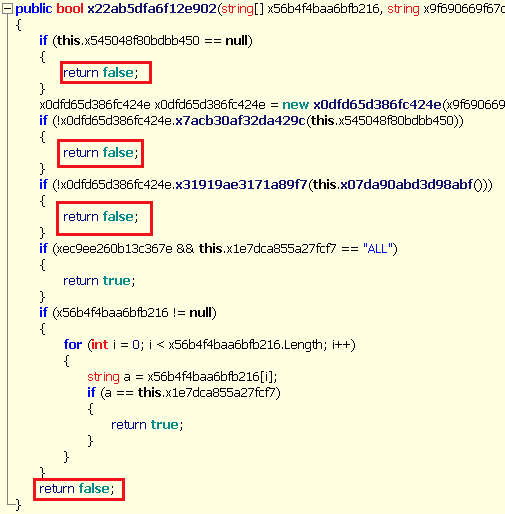 public bool x22ab5dfa6f12e902(string[] x56b4f4baa6bfb216, string x9f690669f67c
{
if (this.x545048f80bdbb450 == null)
{
return false;
}
x0dfd65d386fc424e x0dfd65d386fc424e = new x0dfd65d386fc424e(x9f690669
if (!x0dfd65d386fc424e.x7acb30af32da429c(this.x545048f80bdbb450))
{
return false;
}
if (!x0dfd65d386fc424e.x31919ae3171a89f7(this.x07da90abd3d98abf()))
{
return false;
}
if (xec9ee260b13c367e && this.x1e7dca855a27fcf7 == "ALL")
{
return true;
}
if (x56b4f4baa6bfb216 != null)
{
for (int i = 0; i < x56b4f4baa6bfb216.Length; i++)
{
string a = x56b4f4baa6bfb216[i];
if (a == this.x1e7dca855a27fcf7)
{
return true;
}
}
}
return false;
}